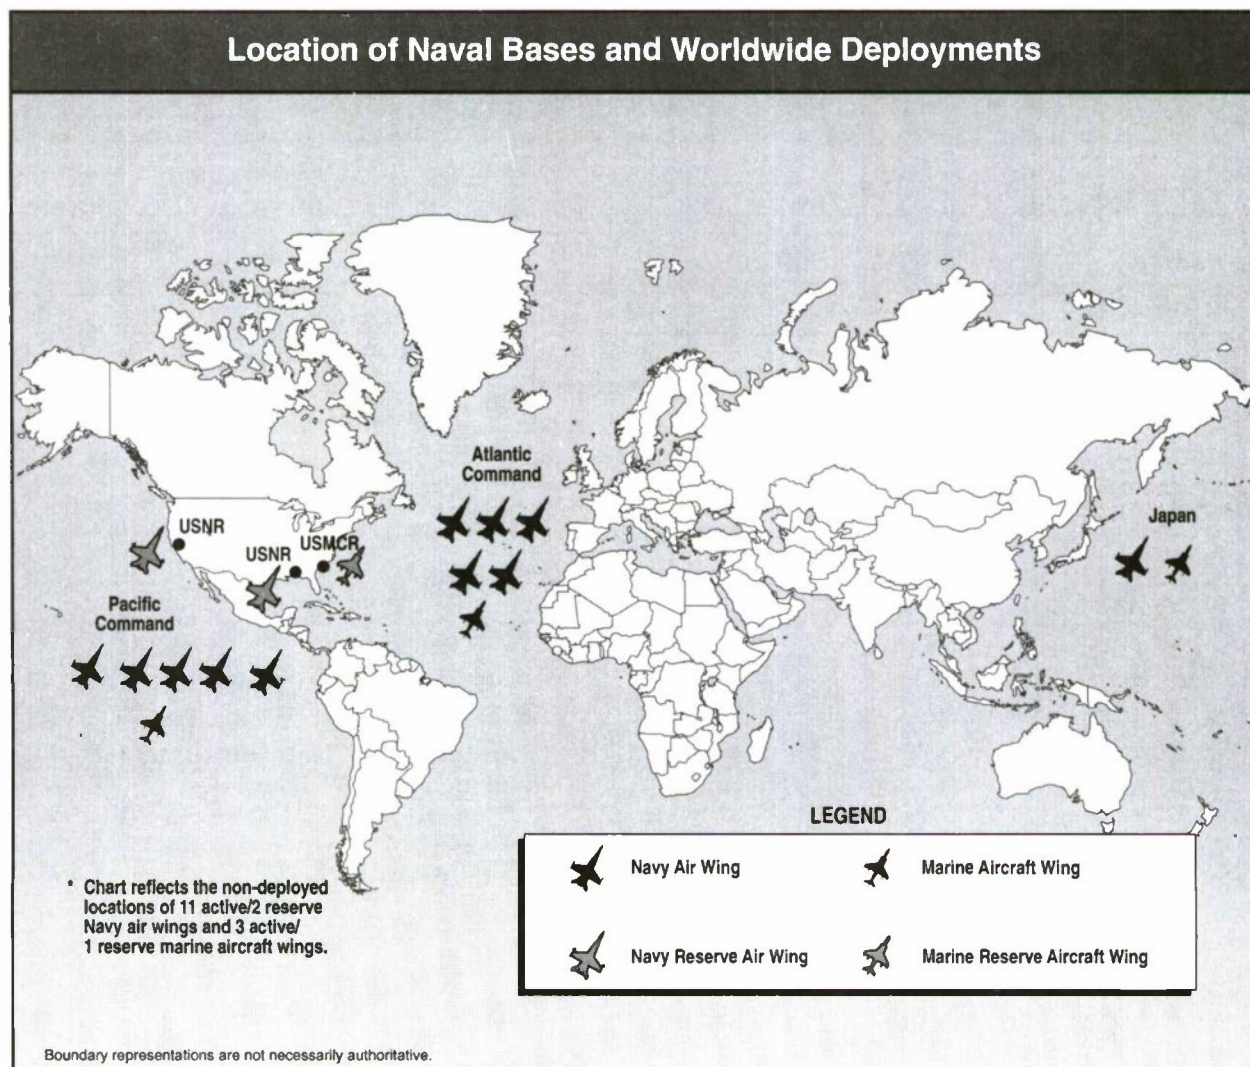 Location of Naval Bases and Worldwide Deployments
Atlantic
Command
USNR
USNR
USMCR
Japan
Pacific
Command
LEGEND
Navy Air Wing
Marine Aircraft Wing
Navy Reserve Air Wing
Marine Reserve Aircraft Wing
* Chart reflects the non-deployed
locations of 11 active/2 reserve
Navy air wings and 3 active/
1 reserve marine aircraft wings.
Boundary representations are not necessarily authoritative.